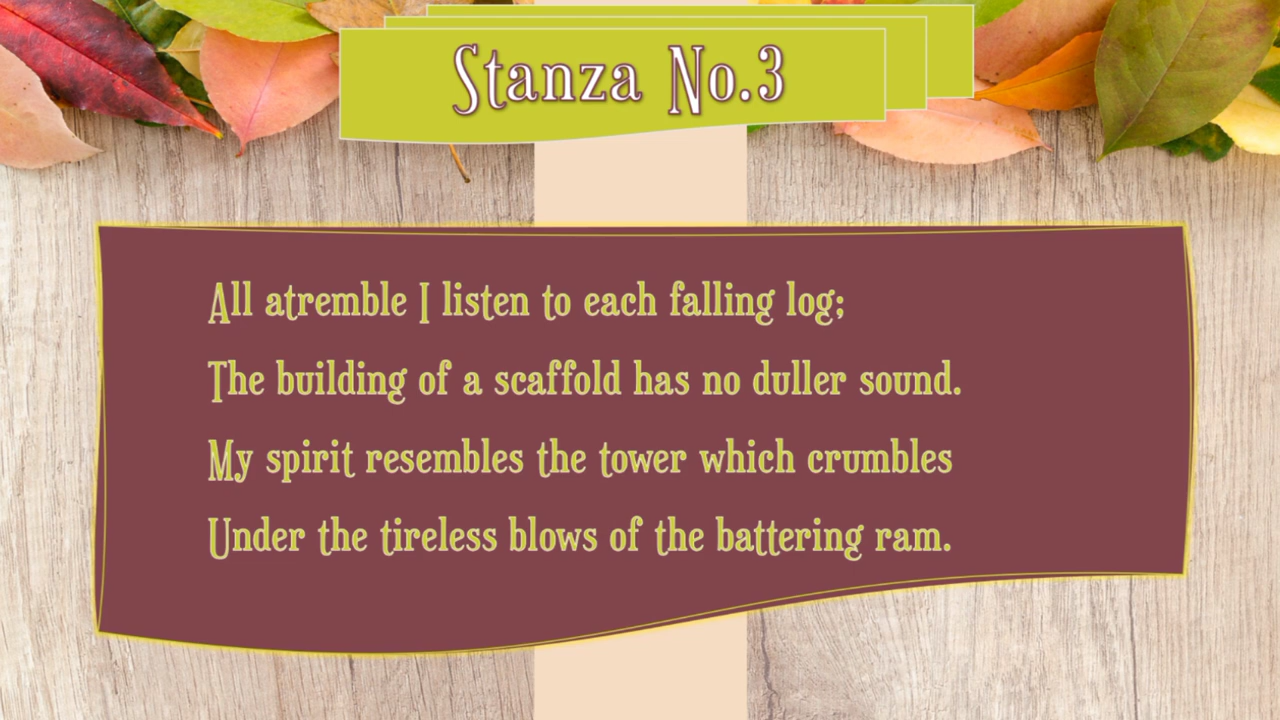 Stanza No.3
All atremble I listen to each falling log;
The building of a scaffold has no duller sound.
My spirit resembles the tower which crumbles
Under the tireless blows of the battering ram.